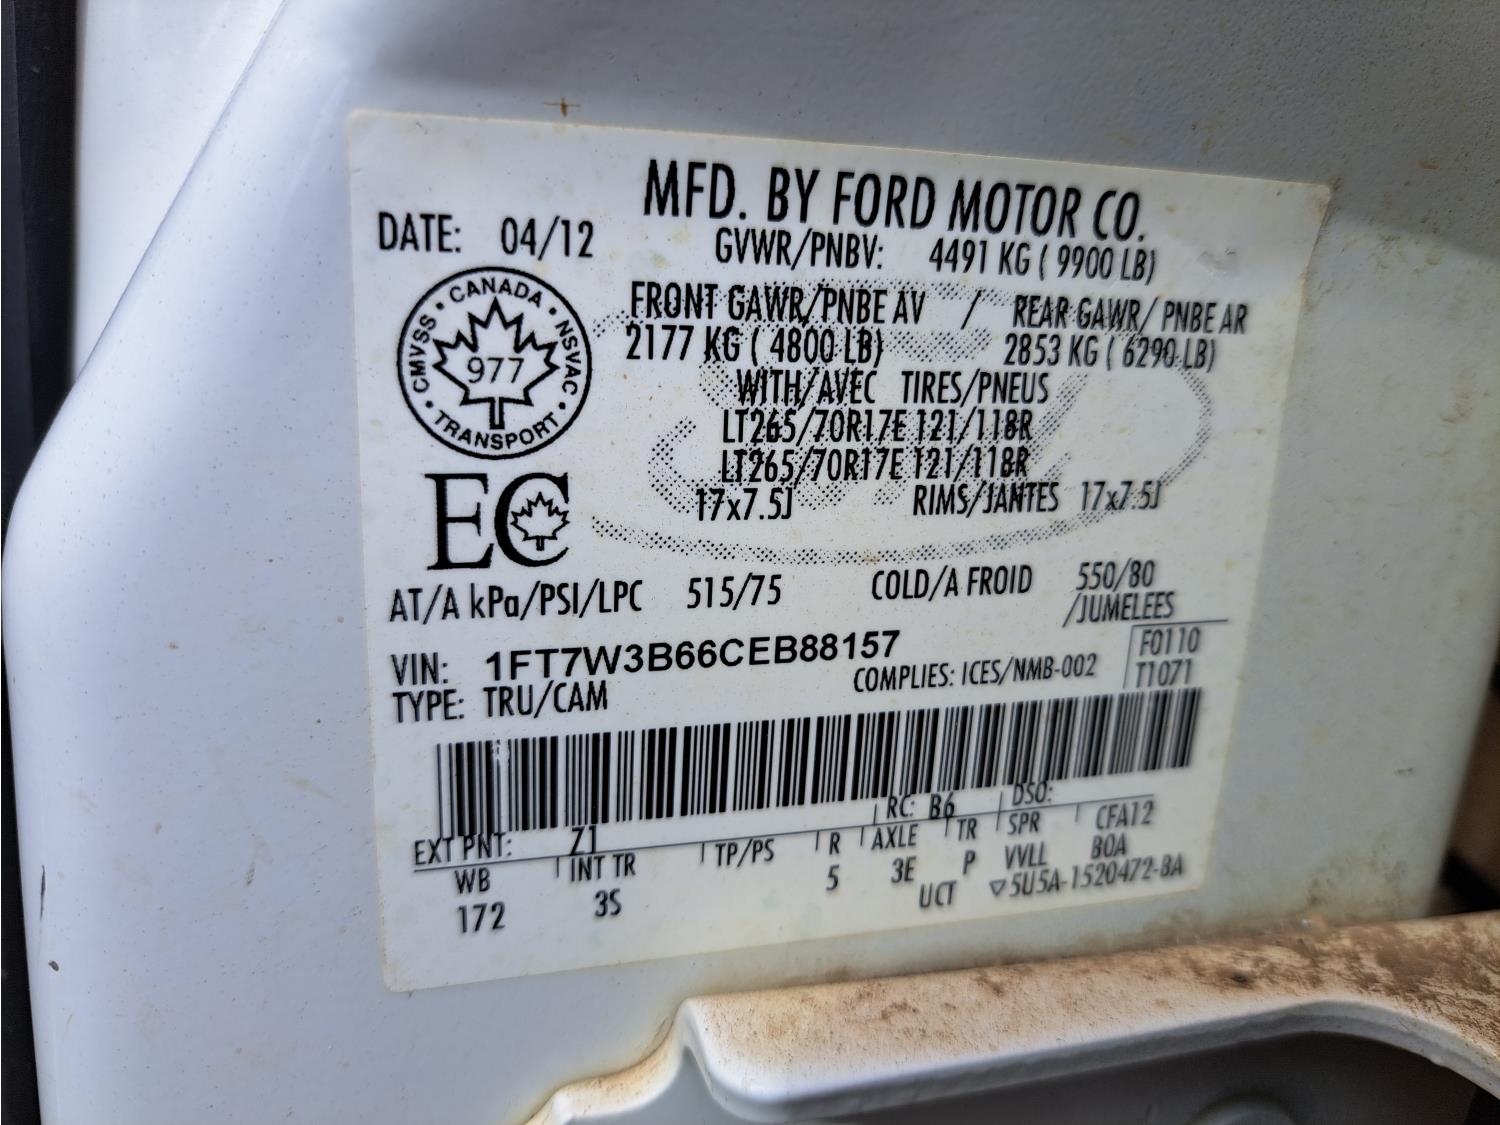 MFD. BY FORD MOTOR CO.
DATE: 04/12
GVWR/PNBV: 4491 KG ( 9900 LB)
FRONT GAWR/PNBE AV / REAR GAWR/ PNBE AR
2177 KG ( 4800 LB) 2853 KG ( 6290 LB)
WITH/AVEC TIRES/PNEUS
LT265/70R17E 121/118R
LT265/70R17E 121/118R
17x7.5J RIMS/JANTES 17x7.5J
CANADA · NSVAC · TRANSPORT · CMVSS ·
977
EC
AT/A kPa/PSI/LPC 515/75 COLD/A FROID 550/80
/JUMELEES
VIN: 1FT7W3B66CEB88157
F0110
TYPE: TRU/CAM COMPLIES: ICES/NMB-002 T1071
EXT PNT: Z1 RC: B6 DSO:
WB INT TR TP/PS R AXLE TR SPR CFA12
172 3S 5 3E P VVLL BOA
UCT ▽5U5A-1520472-BA